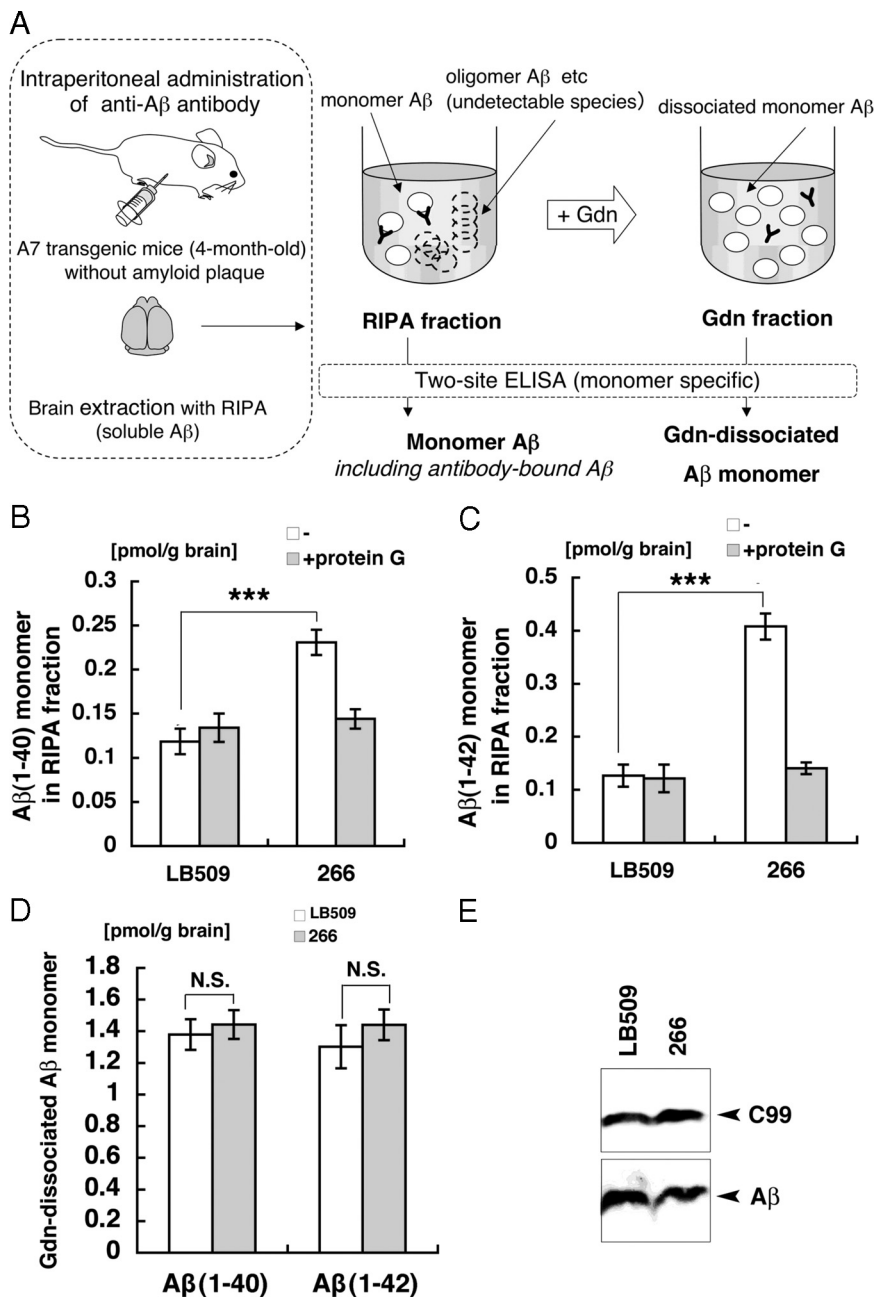 A
Intraperitoneal administration
of anti-Aβ antibody
A7 transgenic mice (4-month-old)
without amyloid plaque
Brain extraction with RIPA
(soluble Aβ)
monomer Aβ
oligomer Aβ etc
(undetectable species)
dissociated monomer Aβ
+ Gdn
RIPA fraction
Gdn fraction
Two-site ELISA (monomer specific)
Monomer Aβ
including antibody-bound Aβ
Gdn-dissociated
Aβ monomer
B
[pmol/g brain]
-
+protein G
Aβ(1-40) monomer
in RIPA fraction
0.3
0.25
0.2
0.15
0.1
0.05
0
***
LB509
266
C
[pmol/g brain]
-
+protein G
Aβ(1-42) monomer
in RIPA fraction
0.5
0.4
0.3
0.2
0.1
0
***
LB509
266
D
[pmol/g brain]
LB509
266
Gdn-dissociated Aβ monomer
1.8
1.6
1.4
1.2
1
0.8
0.6
0.4
0.2
0
N.S.
N.S.
Aβ(1-40)
Aβ(1-42)
E
LB509
266
C99
Aβ